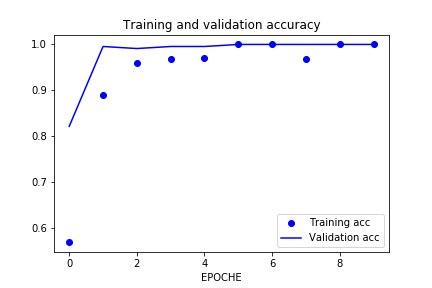 Training and validation accuracy
1.0
0.9
0.8
0.7
0.6
Training acc
Validation acc
0 2 4 6 8
EPOCHE